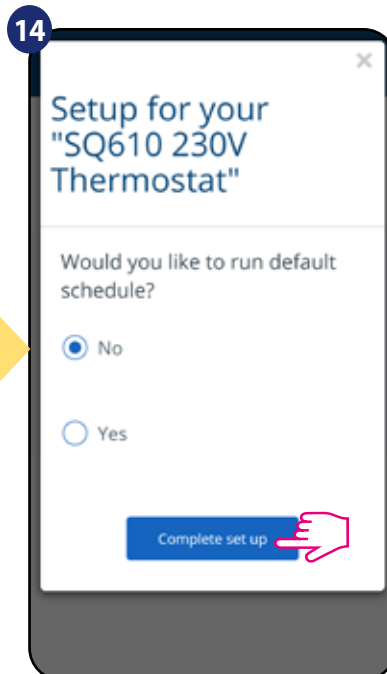 14
×
Setup for your
"SQ610 230V
Thermostat"
Would you like to run default
schedule?
No
Yes
Complete set up